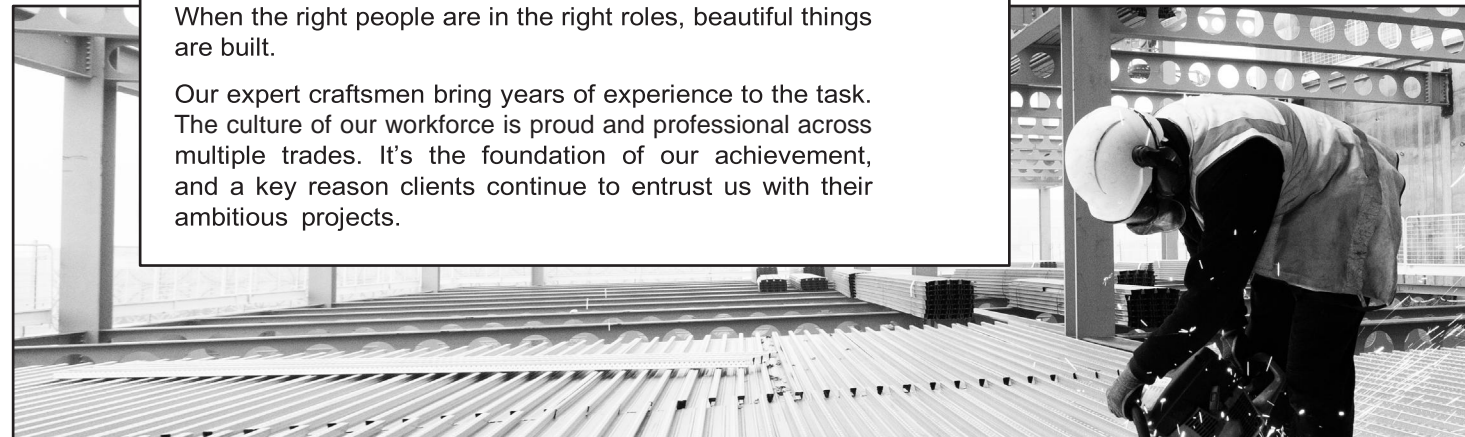 When the right people are in the right roles, beautiful things
are built.
Our expert craftsmen bring years of experience to the task.
The culture of our workforce is proud and professional across
multiple trades. It’s the foundation of our achievement,
and a key reason clients continue to entrust us with their
ambitious projects.